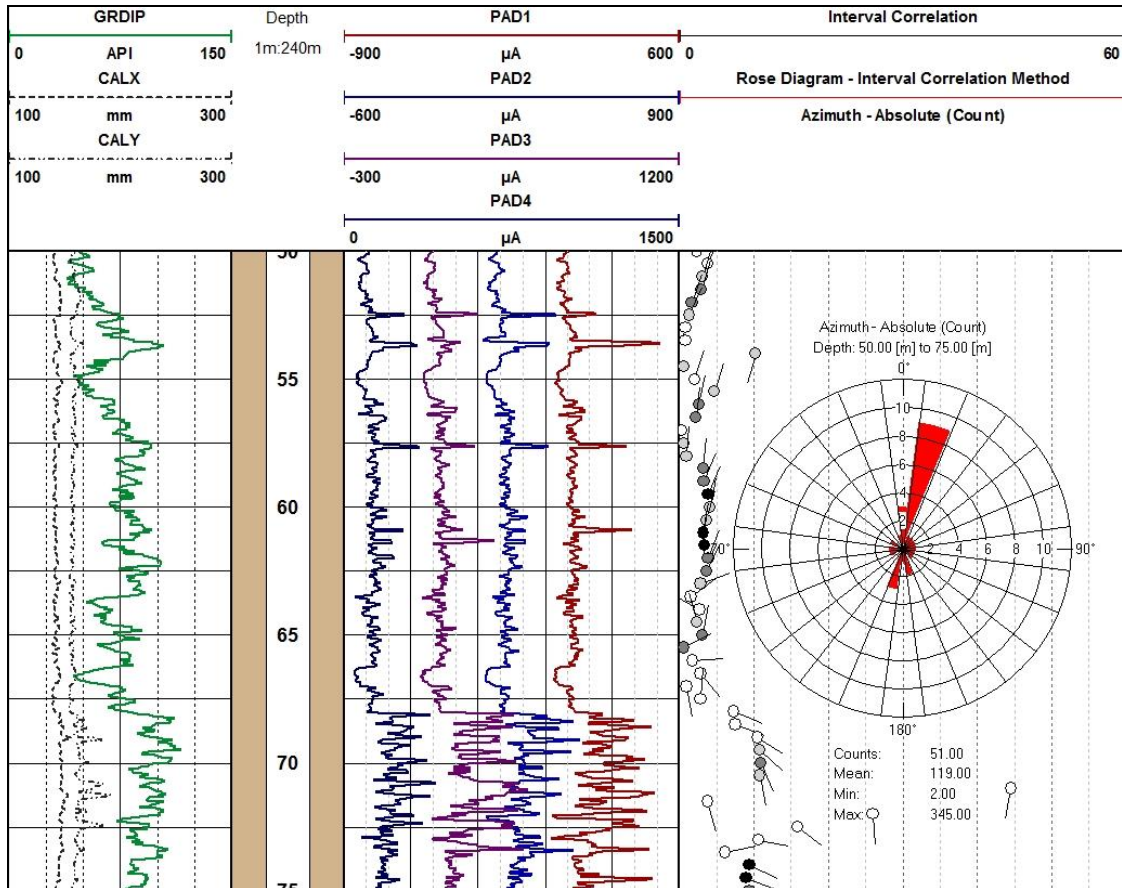 GRDIP Depth PAD1 Interval Correlation
0 API 150 1m:240m -900 µA 600 0 60
CALX PAD2 Rose Diagram - Interval Correlation Method
100 mm 300 -600 µA 900 Azimuth - Absolute (Count)
CALY PAD3
100 mm 300 -300 µA 1200
PAD4
0 µA 1500
50
Azimuth - Absolute (Count)
Depth: 50.00 [m] to 75.00 [m]
0°
55
10
8
6
4
2
60
70° 2 4 6 8 10 90°
65
180°
Counts: 51.00
70
Mean: 119.00
Min: 2.00
Max: 345.00
75